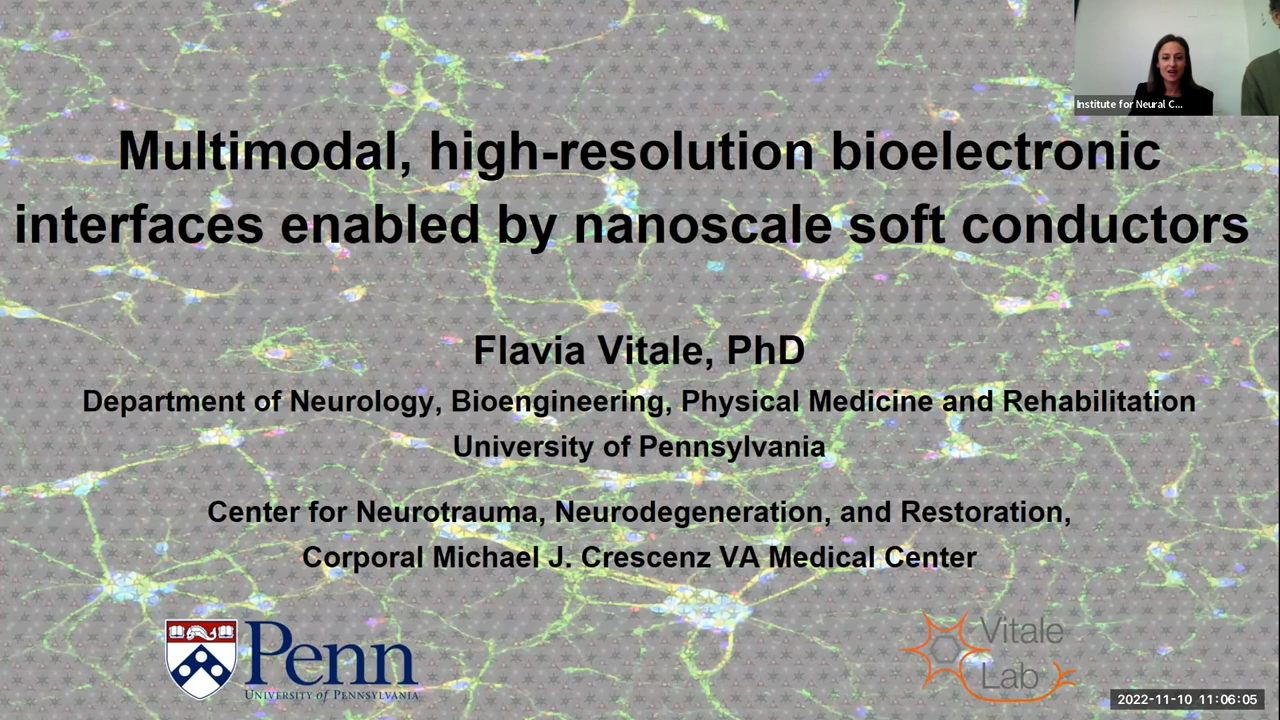 Institute for Neural C...
Multimodal, high-resolution bioelectronic
interfaces enabled by nanoscale soft conductors
Flavia Vitale, PhD
Department of Neurology, Bioengineering, Physical Medicine and Rehabilitation
University of Pennsylvania
Center for Neurotrauma, Neurodegeneration, and Restoration,
Corporal Michael J. Crescenz VA Medical Center
Penn
UNIVERSITY of PENNSYLVANIA
Vitale
Lab
2022-11-10 11:06:05